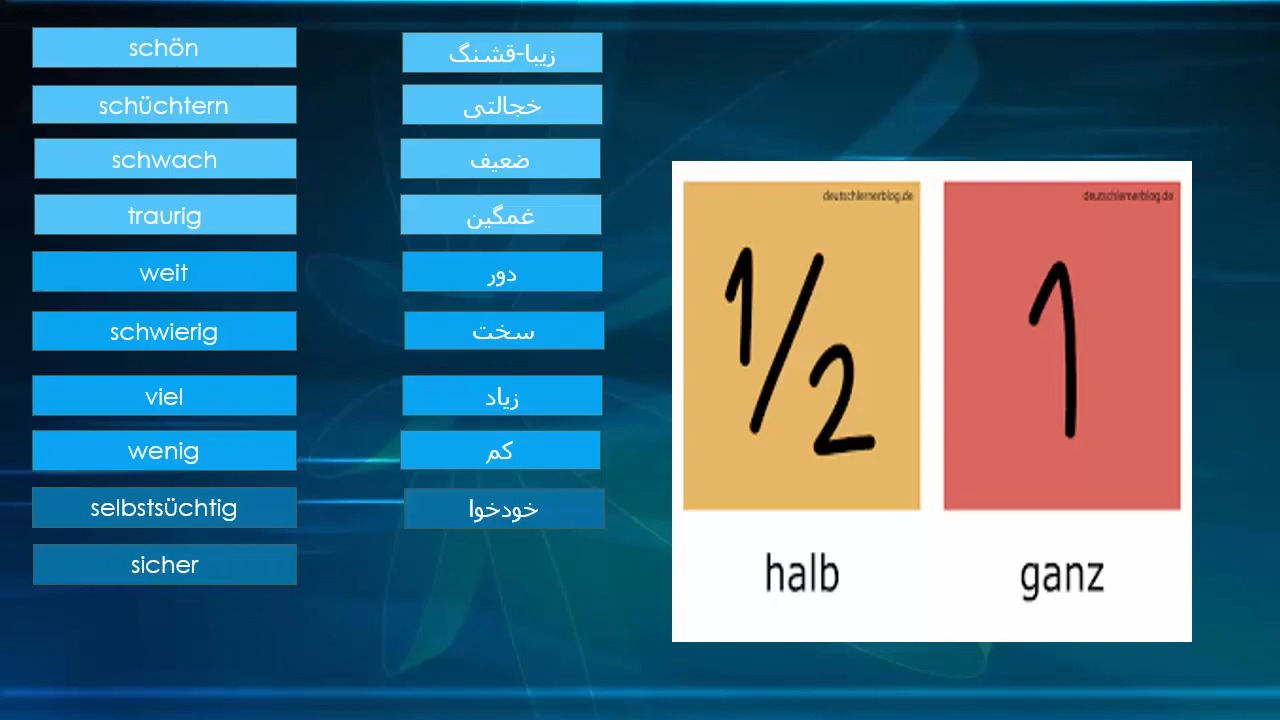 schön
زیبا-قشنگ
schüchtern
خجالتی
schwach
ضعیف
traurig
غمگین
weit
دور
schwierig
سخت
viel
زیاد
wenig
کم
selbstsüchtig
خودخوا
sicher
deutschlernerblog.de
deutschlernerblog.de
1/2
1
halb
ganz